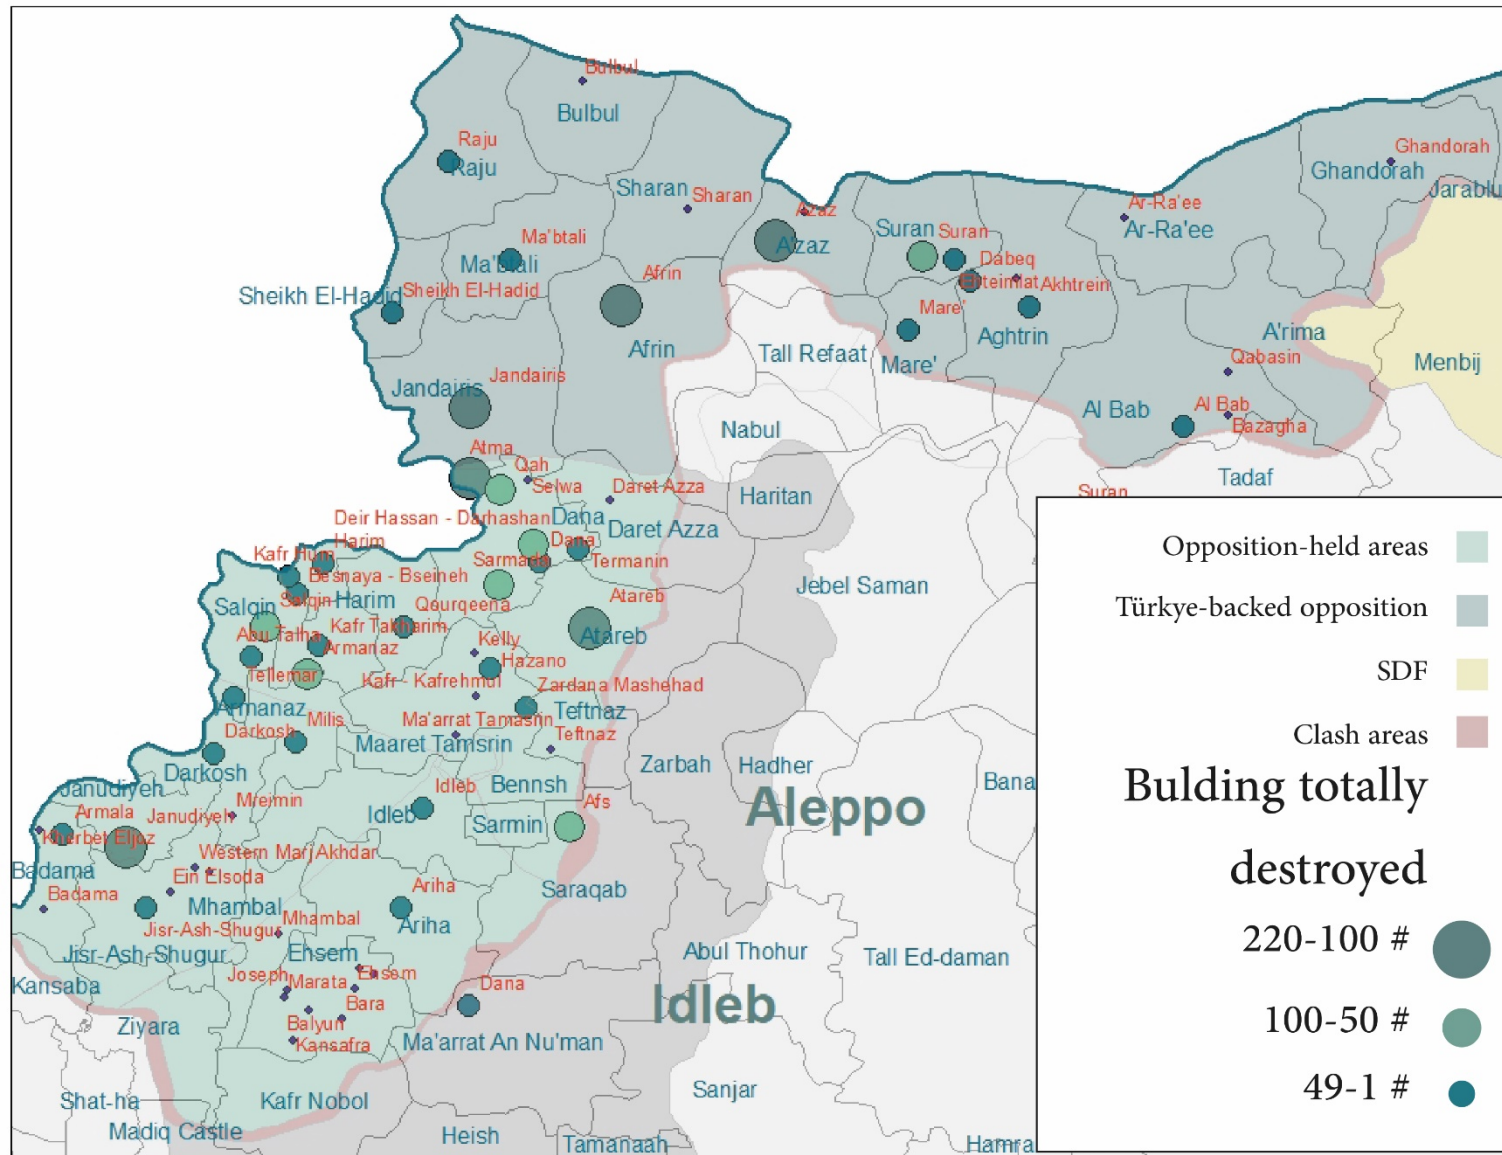 Bulbul
Bulbul
Raju
Raju
Ghandorah
Ghandorah
Jarablu
Sharan
Sharan
Ar-Ra'ee
Ar-Ra'ee
Azaz
A'zaz
Suran
Suran
Ma'btali
Ma'btali
Dabeq
Afrin
Afrin
Akhtrein
Sheikh El-Hadid
Sheikh El-Hadid
Mare'
Mare'
Aghtrin
A'rima
Tall Refaat
Qabasin
Menbij
Jandairis
Jandairis
Al Bab
Al Bab
Bazagha
Nabul
Atma
Qah
Selwa
Daret Azza
Haritan
Tadaf
Suran
Deir Hassan - Darhashan
Dana
Daret Azza
Harim
Dana
Kafr Hum
Sarmada
Termanin
Besnaya - Bseineh
Jebel Saman
Salqin
Salqin
Harim
Qourqeena
Atareb
Atareb
Abu Talha
Kafr Takharim
Armanaz
Kelly
Hazano
Tellemar
Kafr - Kafrehmul
Zardana Mashehad
Armanaz
Milis
Ma'arrat Tamasrin
Teftnaz
Darkosh
Maaret Tamsrin
Teftnaz
Darkosh
Zarbah
Hadher
Bana
Janudiyeh
Mreimin
Idleb
Bennsh
Afs
Armala
Janudiyeh
Idleb
Sarmin
Aleppo
Kherbet Eljoz
Western Marj Akhdar
Badama
Ein Elsoda
Ariha
Saraqab
Badama
Mhambal
Mhambal
Ariha
Jisr-Ash-Shugur
Jisr-Ash-Shugur
Ehsem
Abul Thohur
Tall Ed-daman
Kansaba
Joseph
Marata
Ehsem
Dana
Idleb
Bara
Ziyara
Balyun
Kansafra
Ma'arrat An Nu'man
Sanjar
Shat-ha
Kafr Nobol
Madiq Castle
Heish
Tamanaah
Hamra
Opposition-held areas
Türkye-backed opposition
SDF
Clash areas
Bulding totally
destroyed
220-100 #
100-50 #
49-1 #